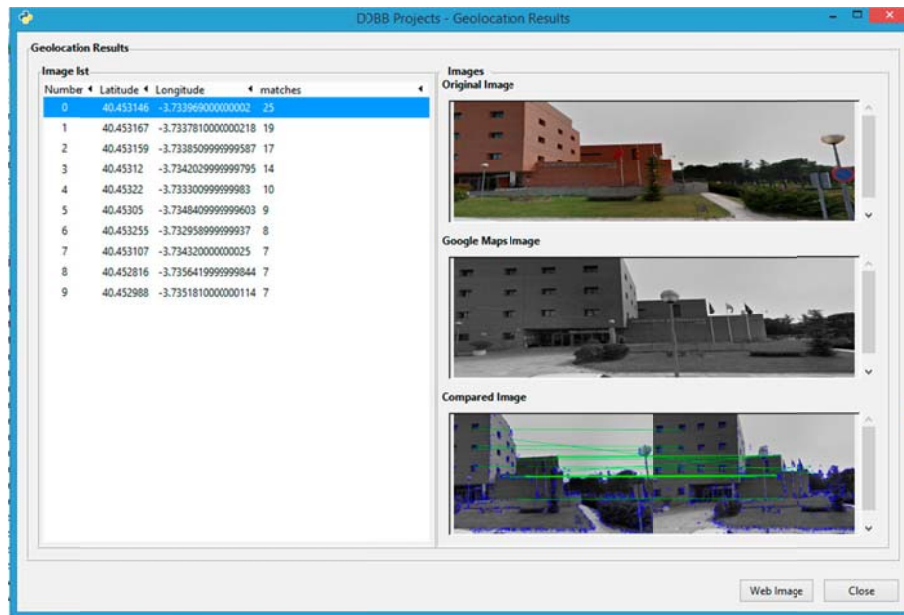 DDBB Projects - Geolocation Results
Geolocation Results
Image list
Number Latitude Longitude matches
0 40.453146 -3.733969000000002 25
1 40.453167 -3.7337810000000218 19
2 40.453159 -3.7338509999999587 17
3 40.45312 -3.7342029999999795 14
4 40.45322 -3.733300999999983 10
5 40.45305 -3.7348409999999603 9
6 40.453255 -3.732958999999937 8
7 40.453107 -3.734320000000025 7
8 40.452816 -3.7356419999999844 7
9 40.452988 -3.7351810000000114 7
Images
Original Image
Google Maps Image
Compared Image
Web Image
Close